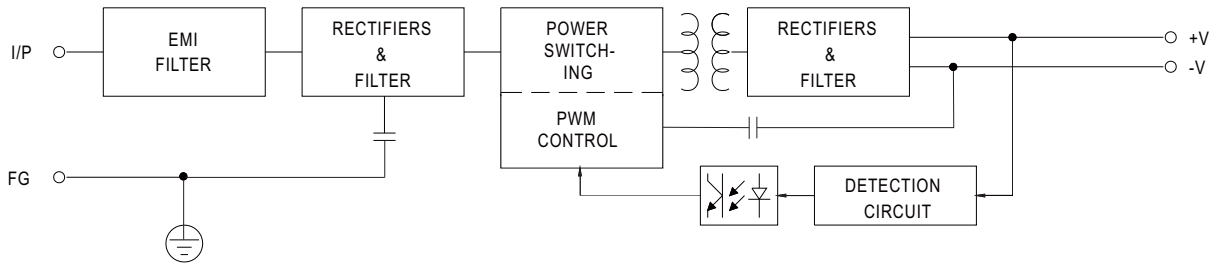 I/P
EMI
FILTER
RECTIFIERS
&
FILTER
POWER
SWITCH-
ING
PWM
CONTROL
RECTIFIERS
&
FILTER
+V
-V
FG
DETECTION
CIRCUIT